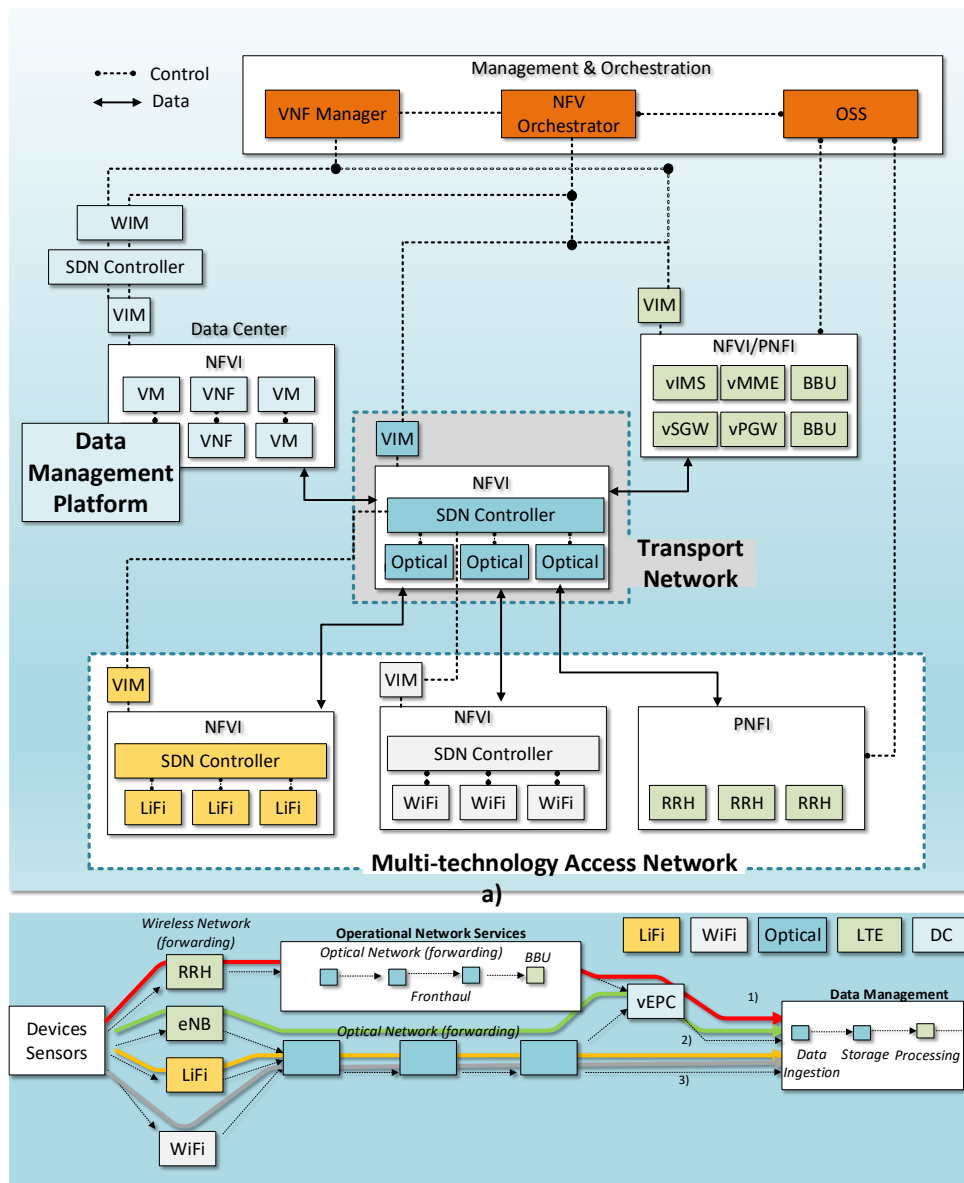 Control
Data
Management & Orchestration
VNF Manager
NFV
Orchestrator
OSS
WIM
SDN Controller
VIM
Data Center
NFVI
VM
VNF
VM
VNF
VM
Data
Management
Platform
VIM
NFVI/PNFI
vIMS
vMME
BBU
vSGW
vPGW
BBU
VIM
NFVI
SDN Controller
Optical
Optical
Optical
Transport
Network
VIM
NFVI
SDN Controller
LiFi
LiFi
LiFi
VIM
NFVI
SDN Controller
WiFi
WiFi
WiFi
PNFI
RRH
RRH
RRH
Multi-technology Access Network
a)
Wireless Network
(forwarding)
Operational Network Services
LiFi
WiFi
Optical
LTE
DC
Optical Network (forwarding)
BBU
Fronthaul
RRH
Devices
Sensors
eNB
LiFi
WiFi
Optical Network (forwarding)
vEPC
1)
2)
3)
Data Management
Data
Ingestion
Storage
Processing